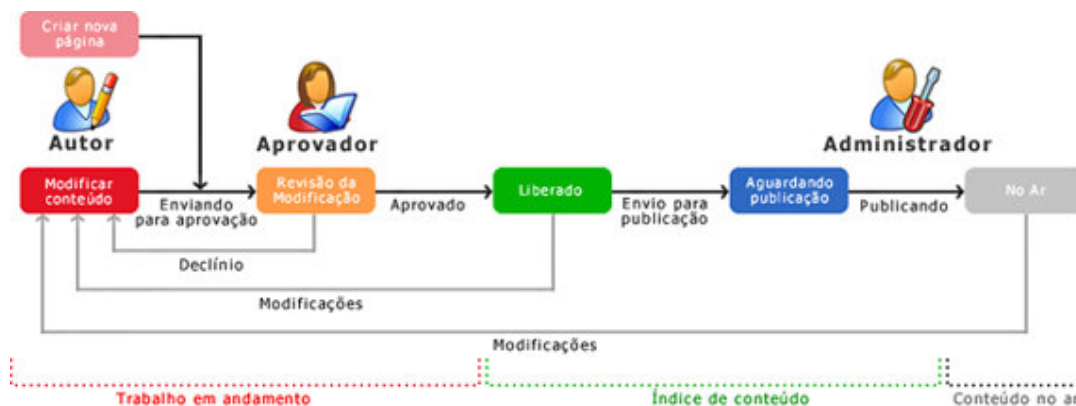 Criar nova
página
Autor
Aprovador
Administrador
Modificar
conteúdo
Enviando
para aprovação
Revisão da
Modificação
Aprovado
Liberado
Envio para
publicação
Aguardando
publicação
Publicando
No Ar
Declínio
Modificações
Modificações
Trabalho em andamento
Índice de conteúdo
Conteúdo no ar